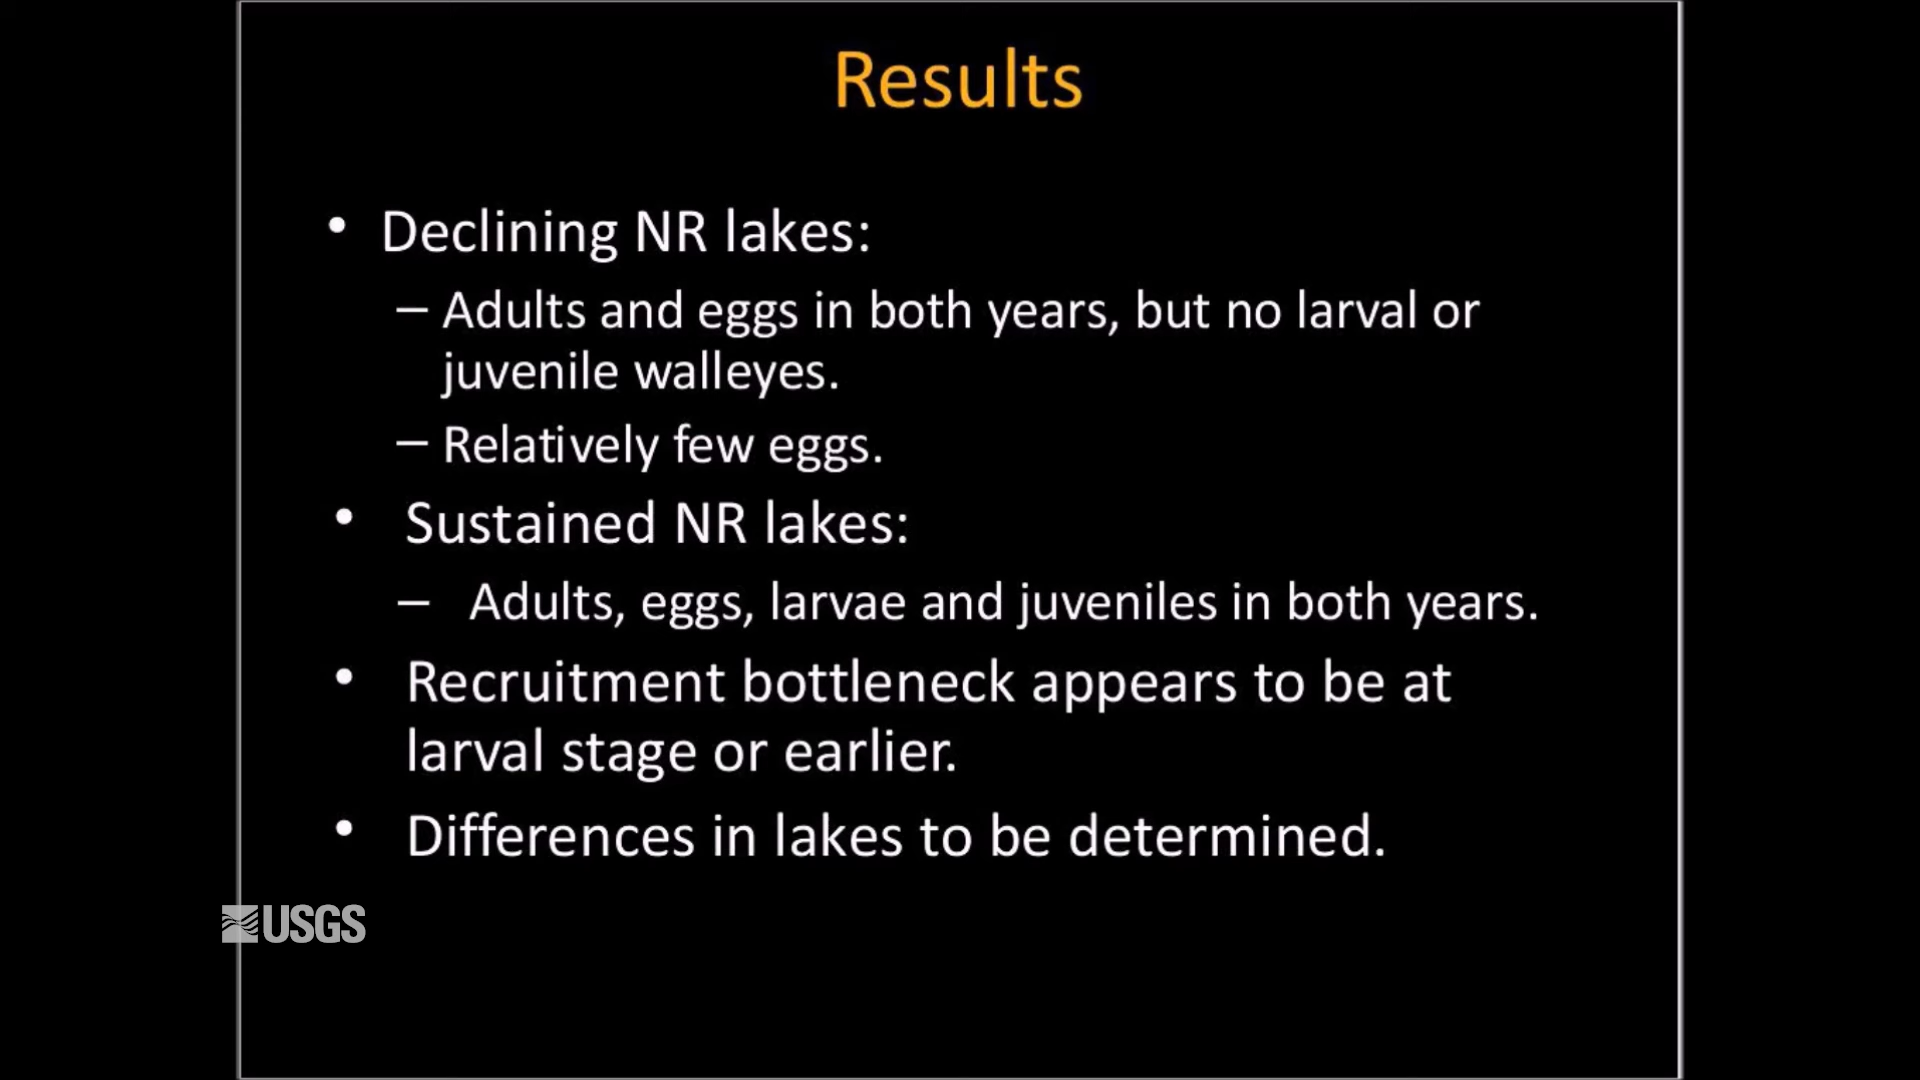 Results
• Declining NR lakes:
– Adults and eggs in both years, but no larval or
juvenile walleyes.
– Relatively few eggs.
• Sustained NR lakes:
– Adults, eggs, larvae and juveniles in both years.
• Recruitment bottleneck appears to be at
larval stage or earlier.
• Differences in lakes to be determined.
USGS